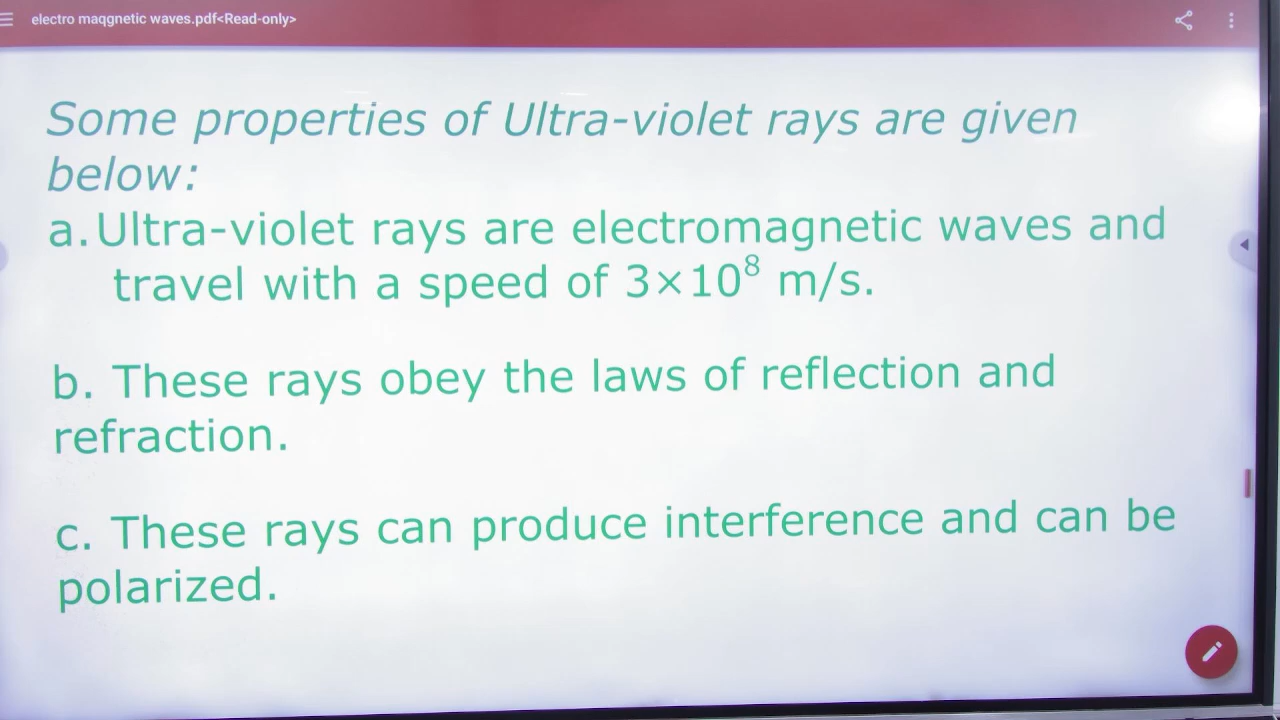 electro maqgnetic waves.pdf<Read-only>
Some properties of Ultra-violet rays are given
below:
a. Ultra-violet rays are electromagnetic waves and
travel with a speed of 3×10⁸ m/s.
b. These rays obey the laws of reflection and
refraction.
c. These rays can produce interference and can be
polarized.